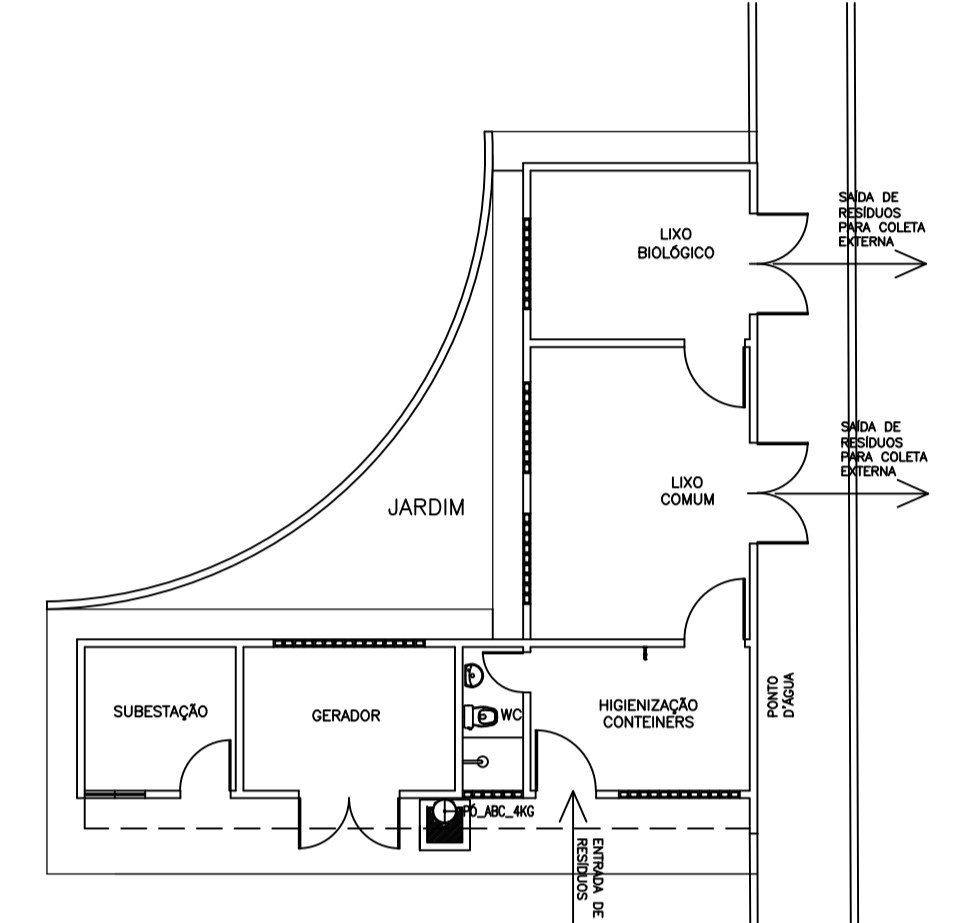 SAÍDA DE
RESÍDUOS
PARA COLETA
EXTERNA
LIXO
BIOLÓGICO
SAÍDA DE
RESÍDUOS
PARA COLETA
EXTERNA
LIXO
COMUM
JARDIM
PONTO
D'ÁGUA
SUBESTAÇÃO
GERADOR
WC
HIGIENIZAÇÃO
CONTEINERS
PÓ_ABC_4KG
ENTRADA DE
RESÍDUOS